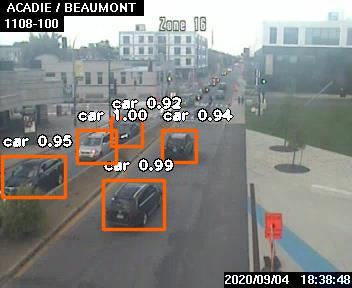 ACADIE / BEAUMONT
1108-100
Zone 16
car 0.92
car 1.00
car 0.94
car 0.95
car 0.99
2020/09/04 18:38:48